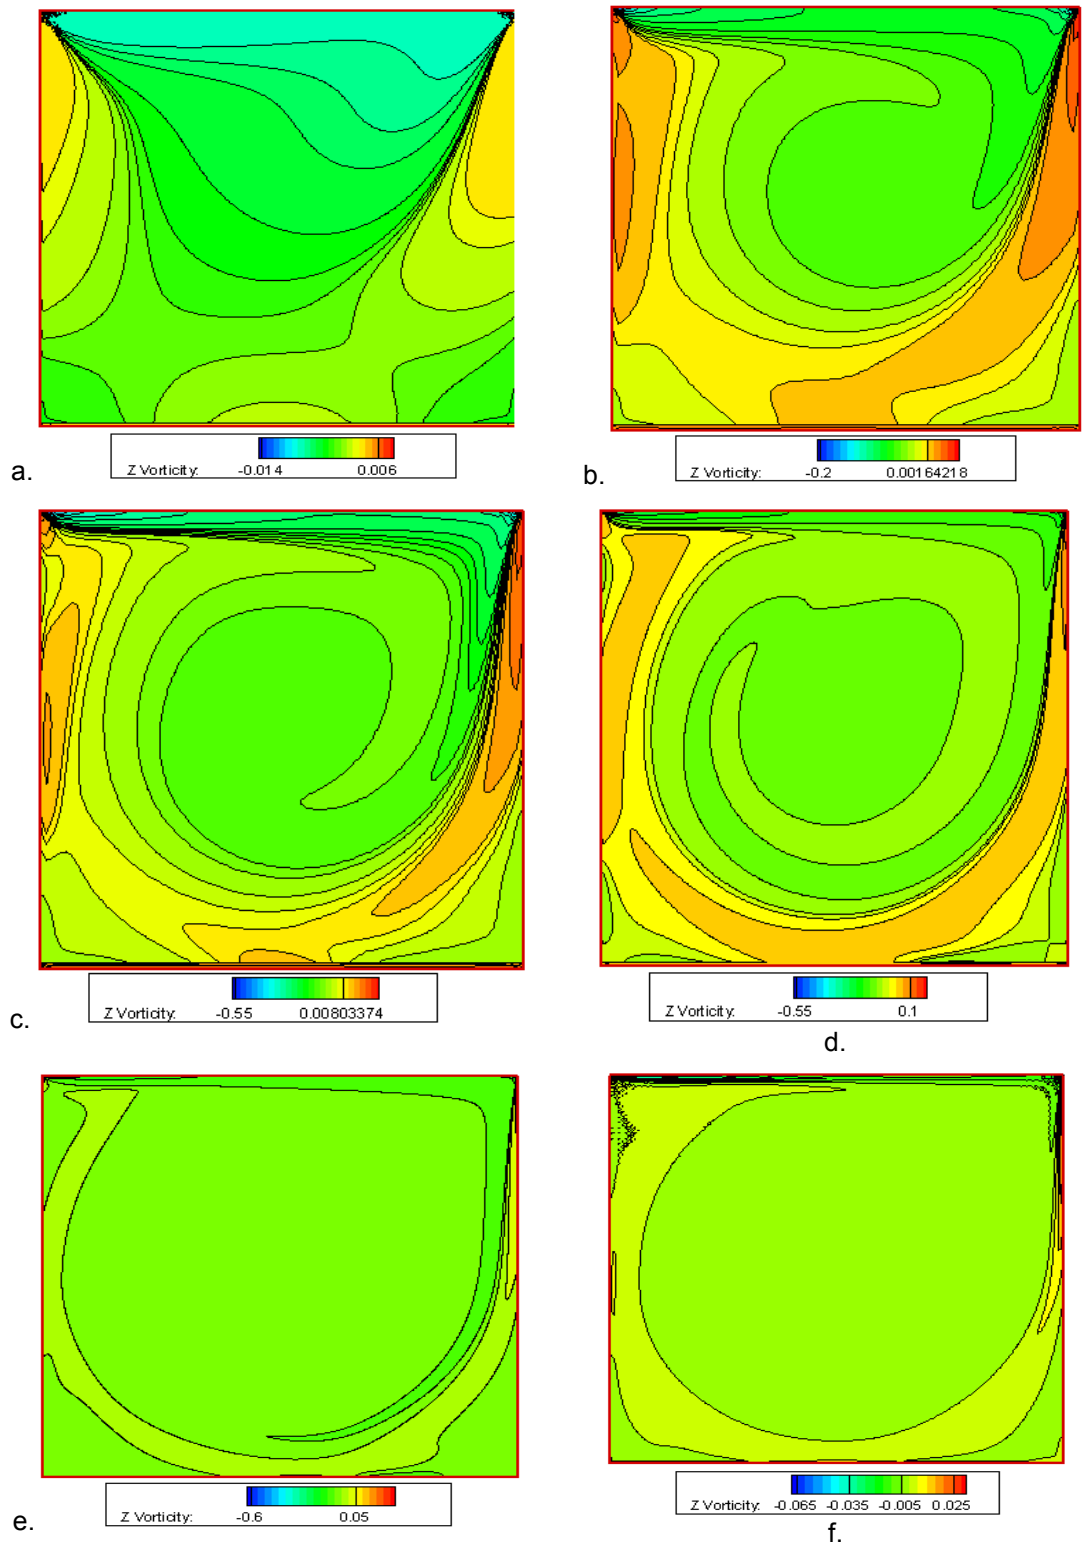 Z Vorticity: -0.014 0.006
a.
Z Vorticity: -0.2 0.00164218
b.
Z Vorticity: -0.55 0.00803374
c.
Z Vorticity: -0.55 0.1
d.
Z Vorticity: -0.6 0.05
e.
Z Vorticity: -0.065 -0.035 -0.005 0.025
f.